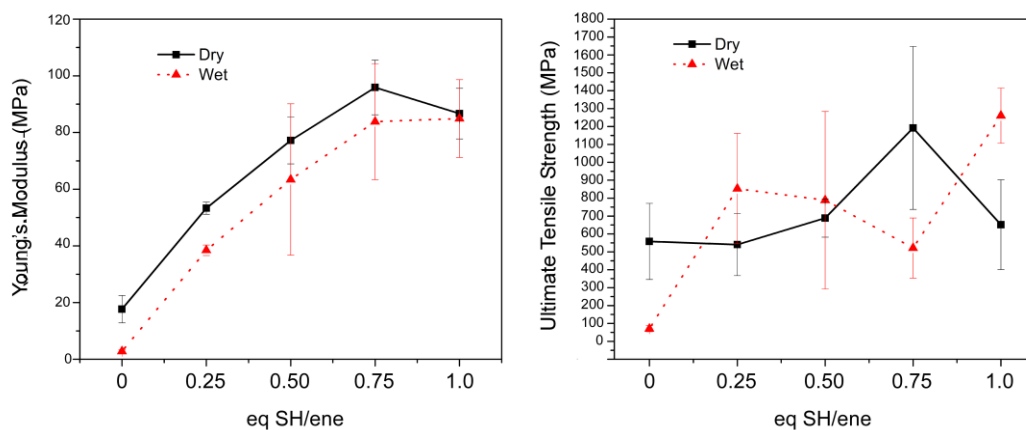 Young's Modulus (MPa)
120
100
80
60
40
20
0
Dry
Wet
0 0.25 0.50 0.75 1.0
eq SH/ene
Ultimate Tensile Strength (MPa)
1800
1700
1600
1500
1400
1300
1200
1100
1000
900
800
700
600
500
400
300
200
100
0
Dry
Wet
0 0.25 0.50 0.75 1.0
eq SH/ene